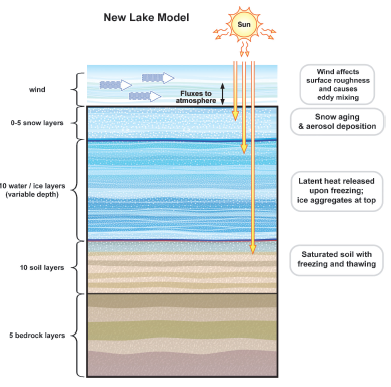 New Lake Model
Sun
wind
Fluxes to
atmosphere
Wind affects
surface roughness
and causes
eddy mixing
0-5 snow layers
Snow aging
& aerosol deposition
10 water / ice layers
(variable depth)
Latent heat released
upon freezing;
ice aggregates at top
10 soil layers
Saturated soil with
freezing and thawing
5 bedrock layers